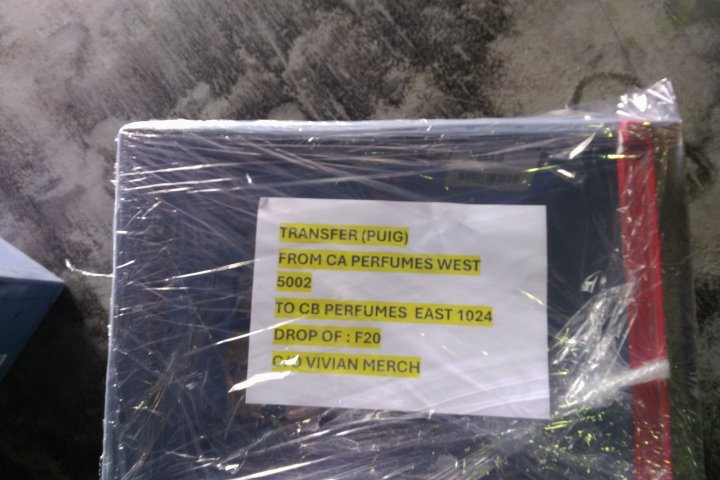 TRANSFER (PUIG)
FROM CA PERFUMES WEST
5002
TO CB PERFUMES EAST 1024
DROP OF : F20
C/O VIVIAN MERCH